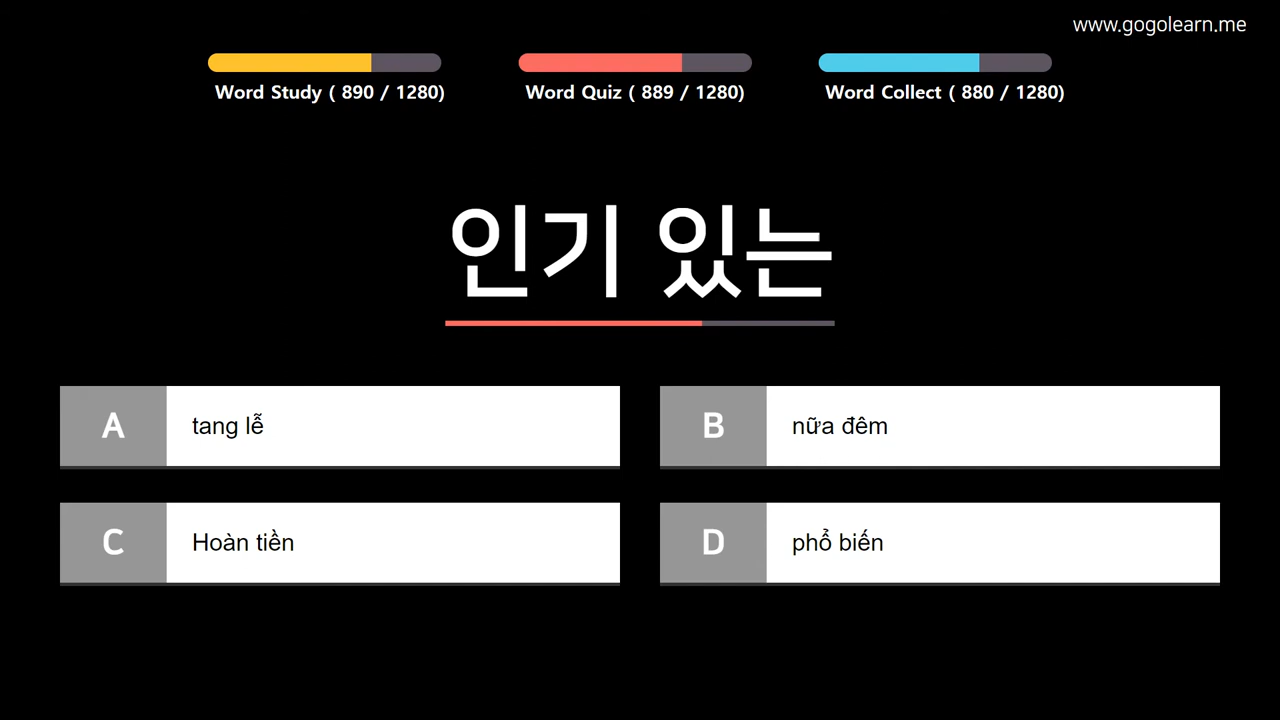 www.gogolearn.me
Word Study ( 890 / 1280)
Word Quiz ( 889 / 1280)
Word Collect ( 880 / 1280)
인기 있는
A
tang lễ
B
nữa đêm
C
Hoàn tiền
D
phổ biến